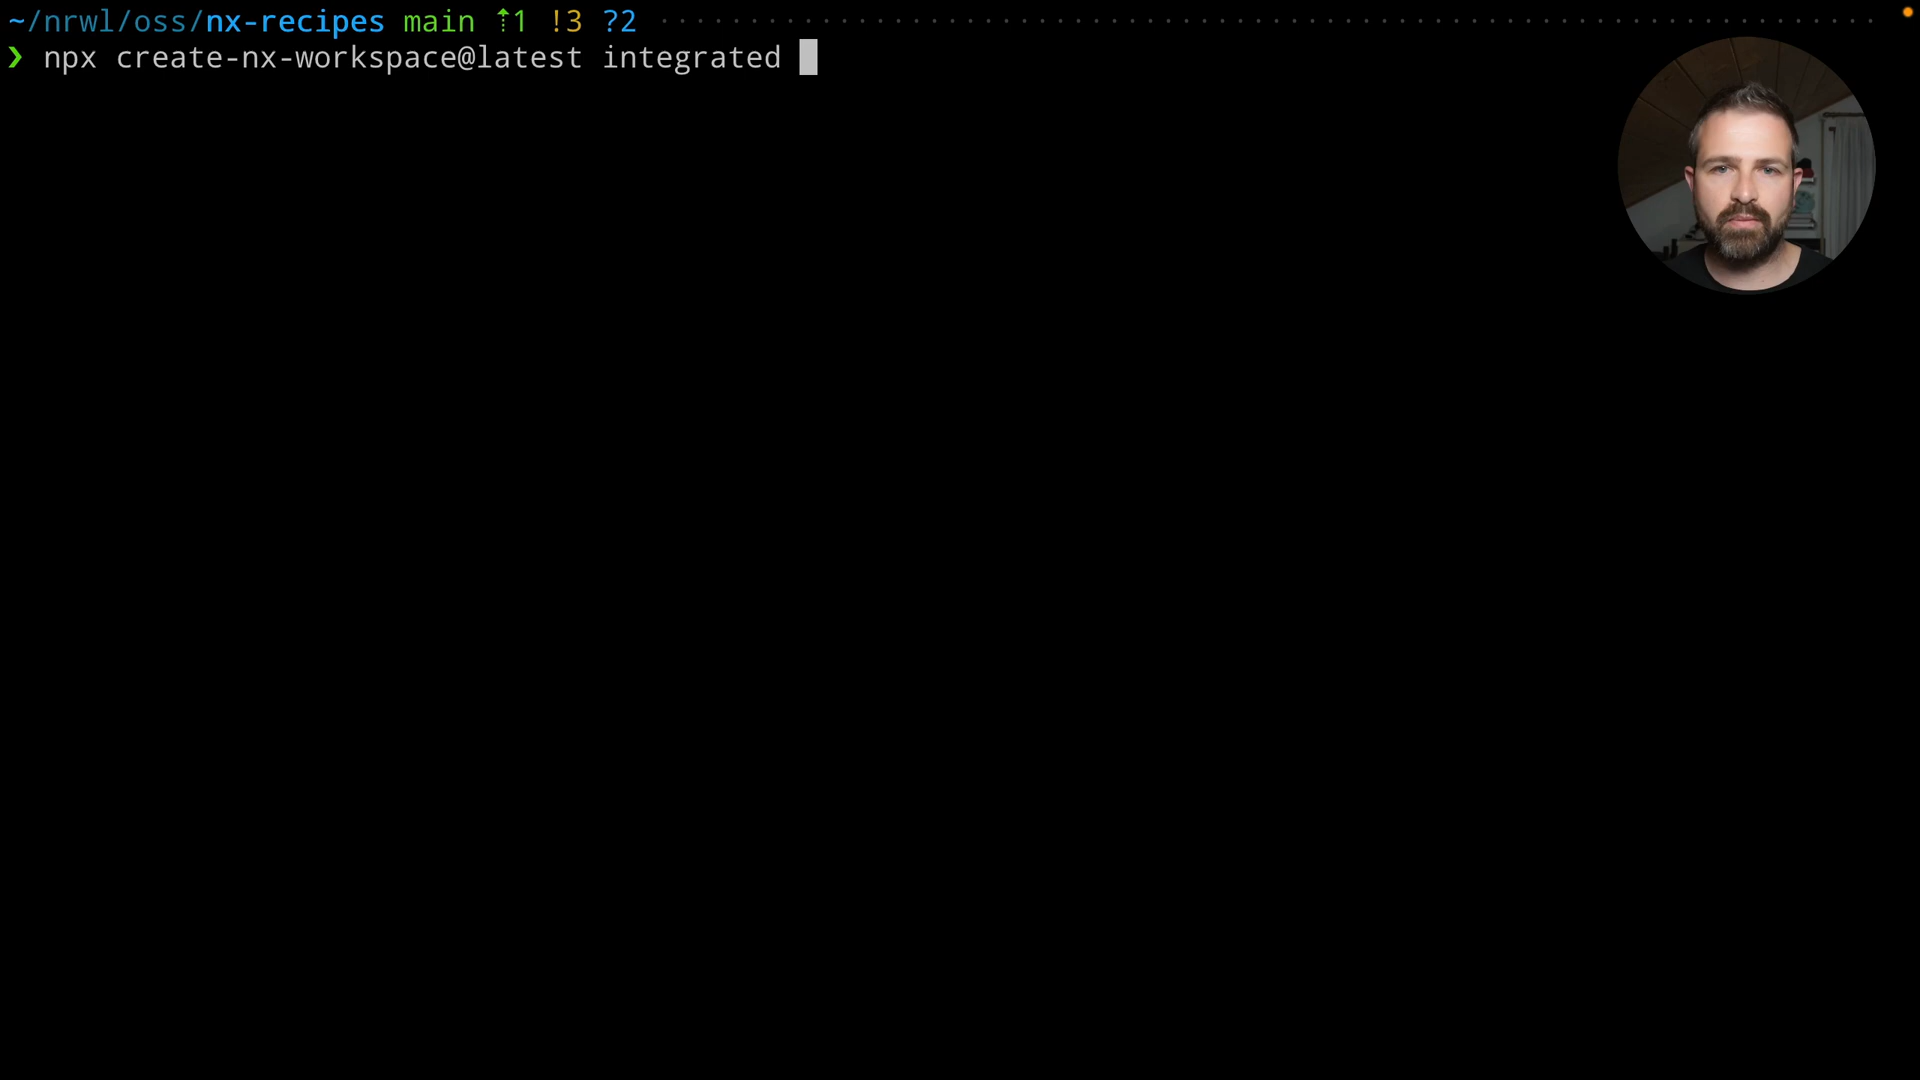 ~/nrwl/oss/nx-recipes main ⇡1 !3 ?2
❯ npx create-nx-workspace@latest integrated